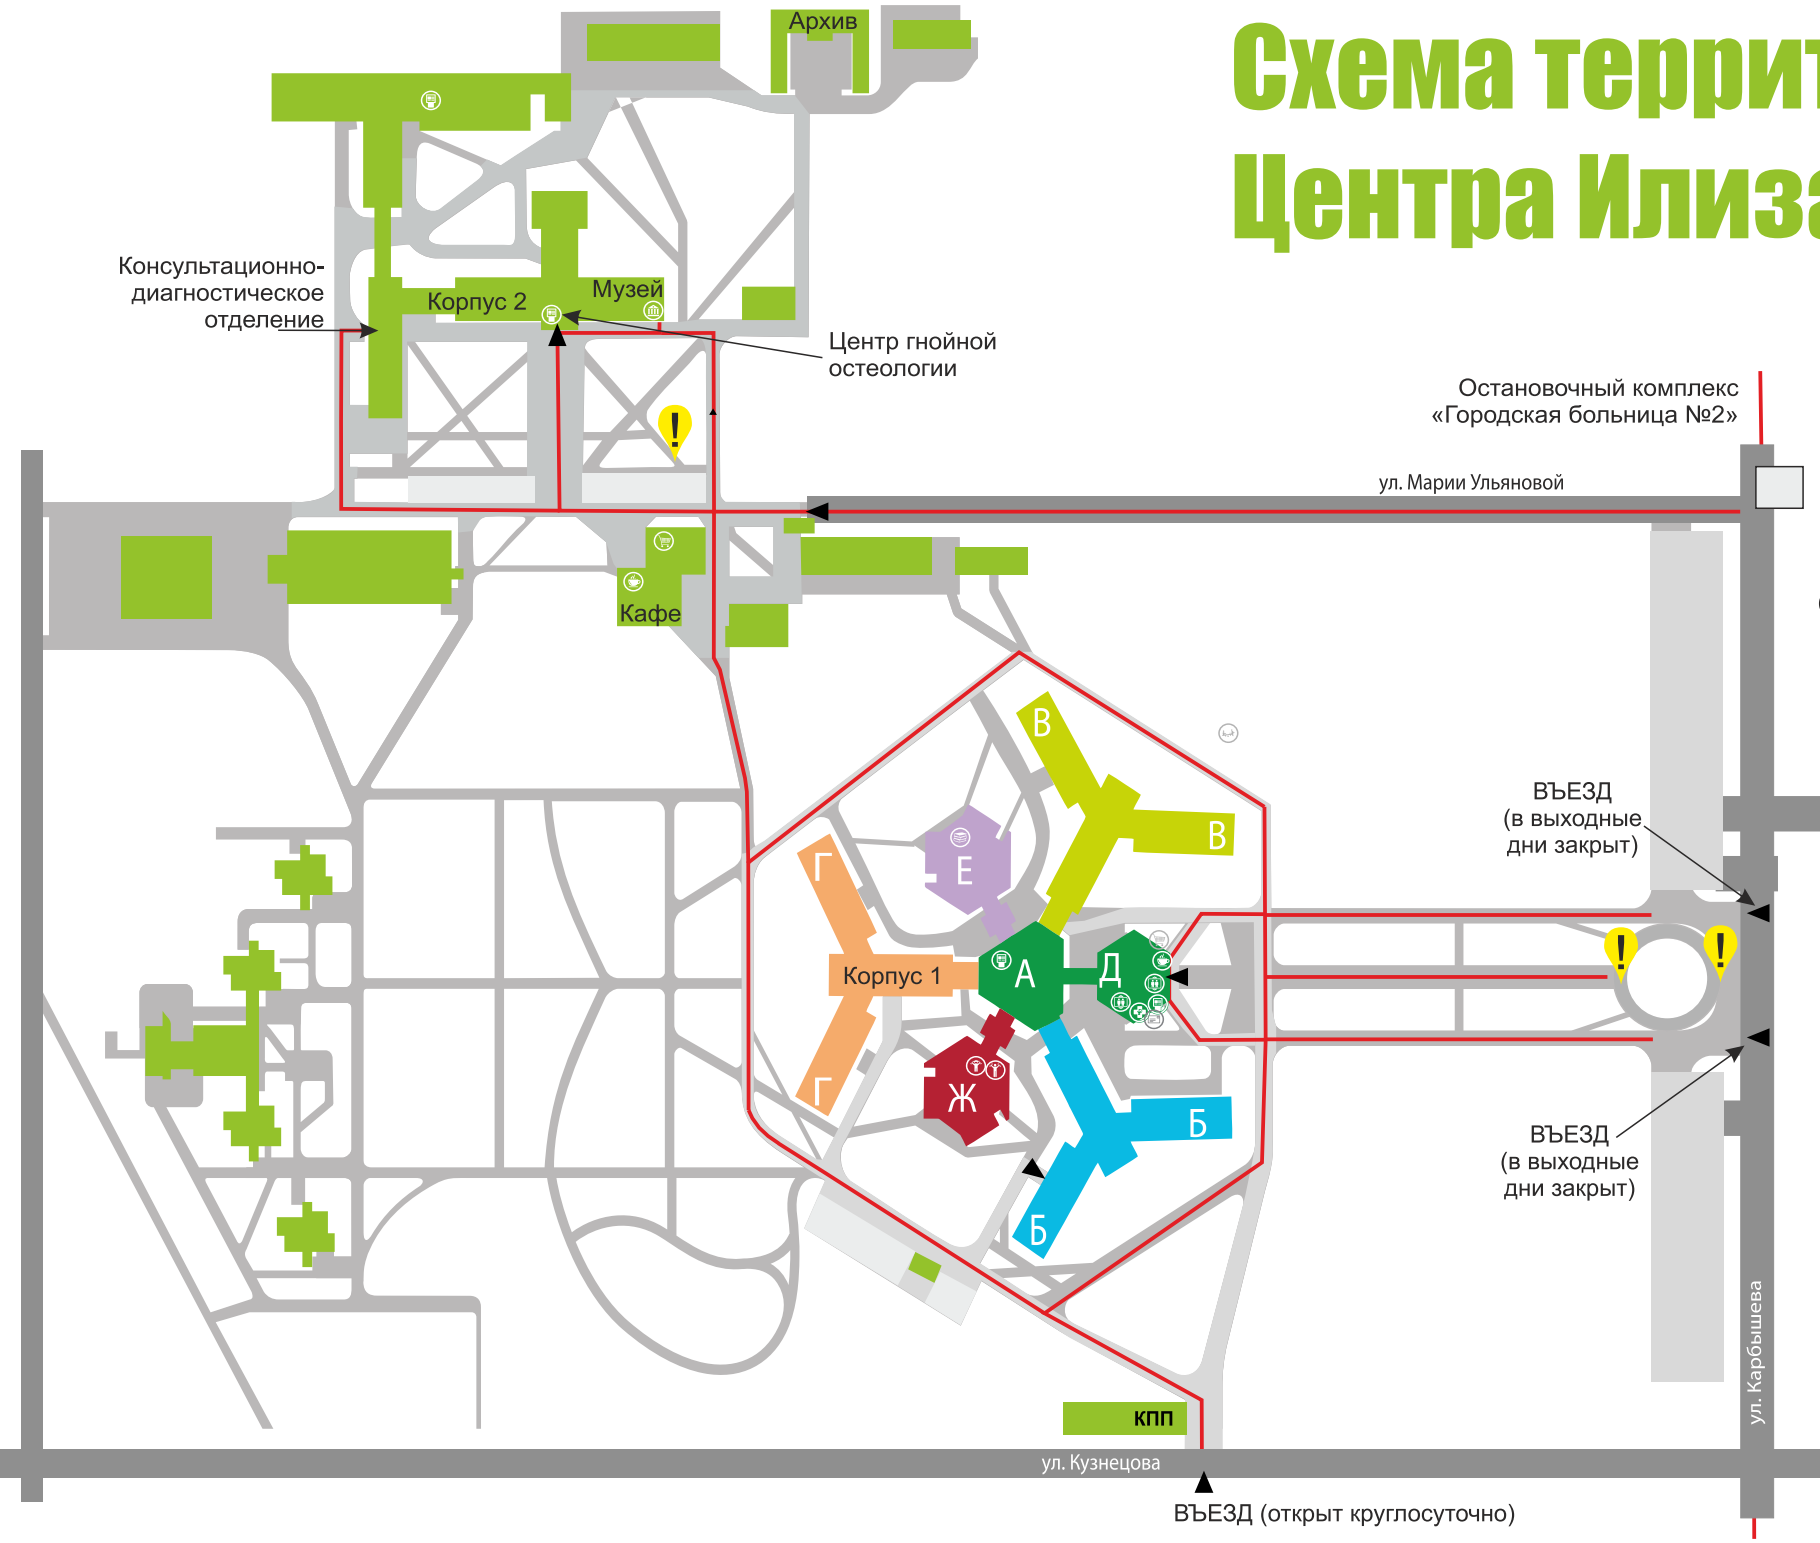 Схема террит
Центра Илиза
Архив
Консультационно-
диагностическое
отделение
Корпус 2
Музей
Центр гнойной
остеологии
Остановочный комплекс
«Городская больница №2»
!
ул. Марии Ульяновой
Кафе
В
В
ВЪЕЗД
(в выходные
дни закрыт)
Г
Е
!
!
Корпус 1
А
Д
Г
Ж
Б
Б
ВЪЕЗД
(в выходные
дни закрыт)
ул. Карбышева
КПП
ул. Кузнецова
ВЪЕЗД (открыт круглосуточно)